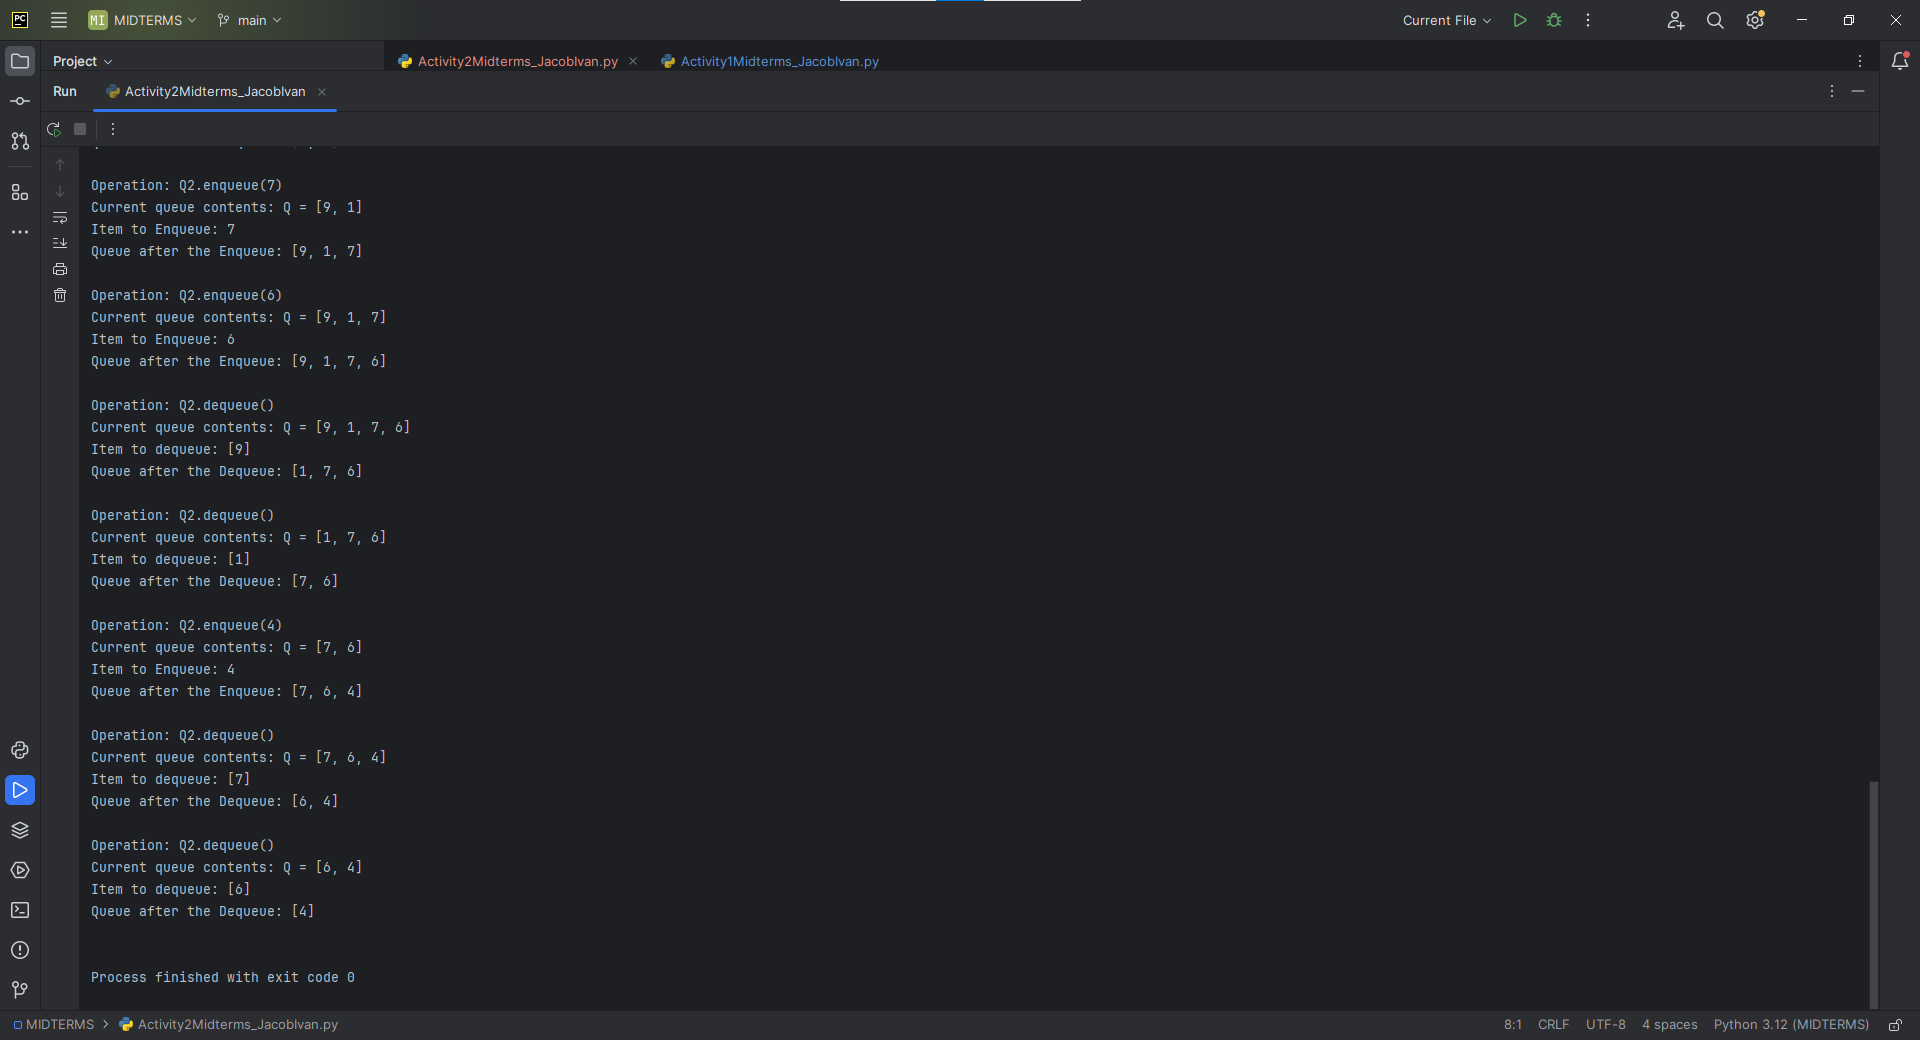 PC
MI MIDTERMS
main
Current File
Project
Activity2Midterms_JacobIvan.py
Activity1Midterms_JacobIvan.py
Run
Activity2Midterms_JacobIvan
Operation: Q2.enqueue(7)
Current queue contents: Q = [9, 1]
Item to Enqueue: 7
Queue after the Enqueue: [9, 1, 7]
Operation: Q2.enqueue(6)
Current queue contents: Q = [9, 1, 7]
Item to Enqueue: 6
Queue after the Enqueue: [9, 1, 7, 6]
Operation: Q2.dequeue()
Current queue contents: Q = [9, 1, 7, 6]
Item to dequeue: [9]
Queue after the Dequeue: [1, 7, 6]
Operation: Q2.dequeue()
Current queue contents: Q = [1, 7, 6]
Item to dequeue: [1]
Queue after the Dequeue: [7, 6]
Operation: Q2.enqueue(4)
Current queue contents: Q = [7, 6]
Item to Enqueue: 4
Queue after the Enqueue: [7, 6, 4]
Operation: Q2.dequeue()
Current queue contents: Q = [7, 6, 4]
Item to dequeue: [7]
Queue after the Dequeue: [6, 4]
Operation: Q2.dequeue()
Current queue contents: Q = [6, 4]
Item to dequeue: [6]
Queue after the Dequeue: [4]
Process finished with exit code 0
MIDTERMS > Activity2Midterms_JacobIvan.py
8:1 CRLF UTF-8 4 spaces Python 3.12 (MIDTERMS)